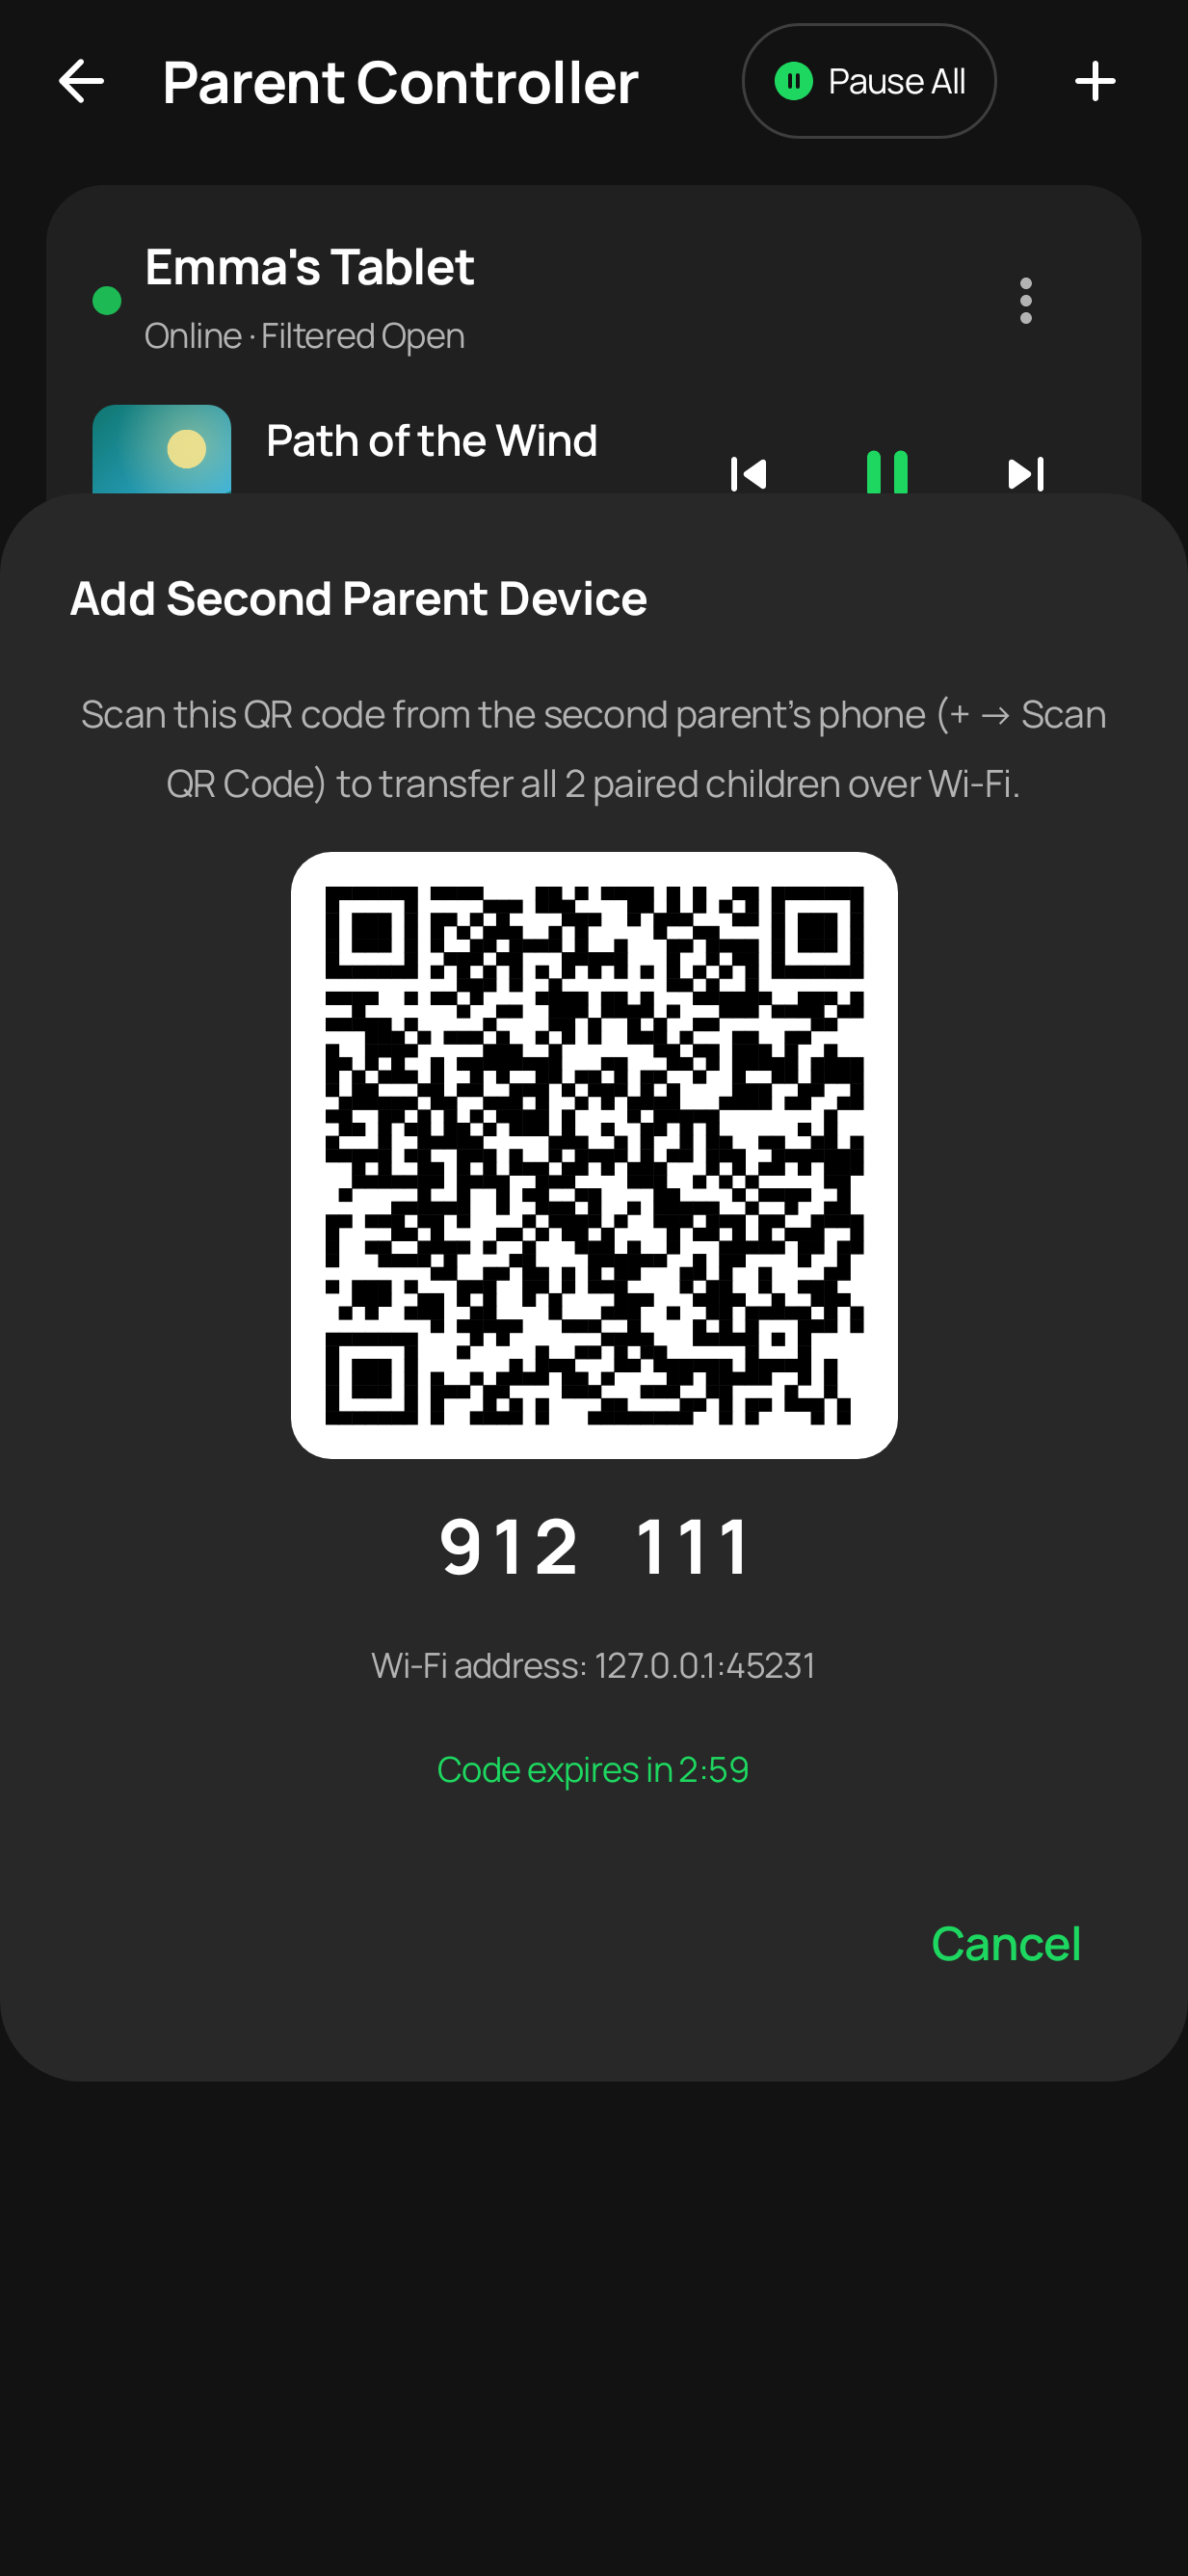 Parent Controller
Pause All
Emma's Tablet
Online · Filtered Open
Path of the Wind
Add Second Parent Device
Scan this QR code from the second parent's phone (+ → Scan
QR Code) to transfer all 2 paired children over Wi-Fi.
912 111
Wi-Fi address: 127.0.0.1:45231
Code expires in 2:59
Cancel